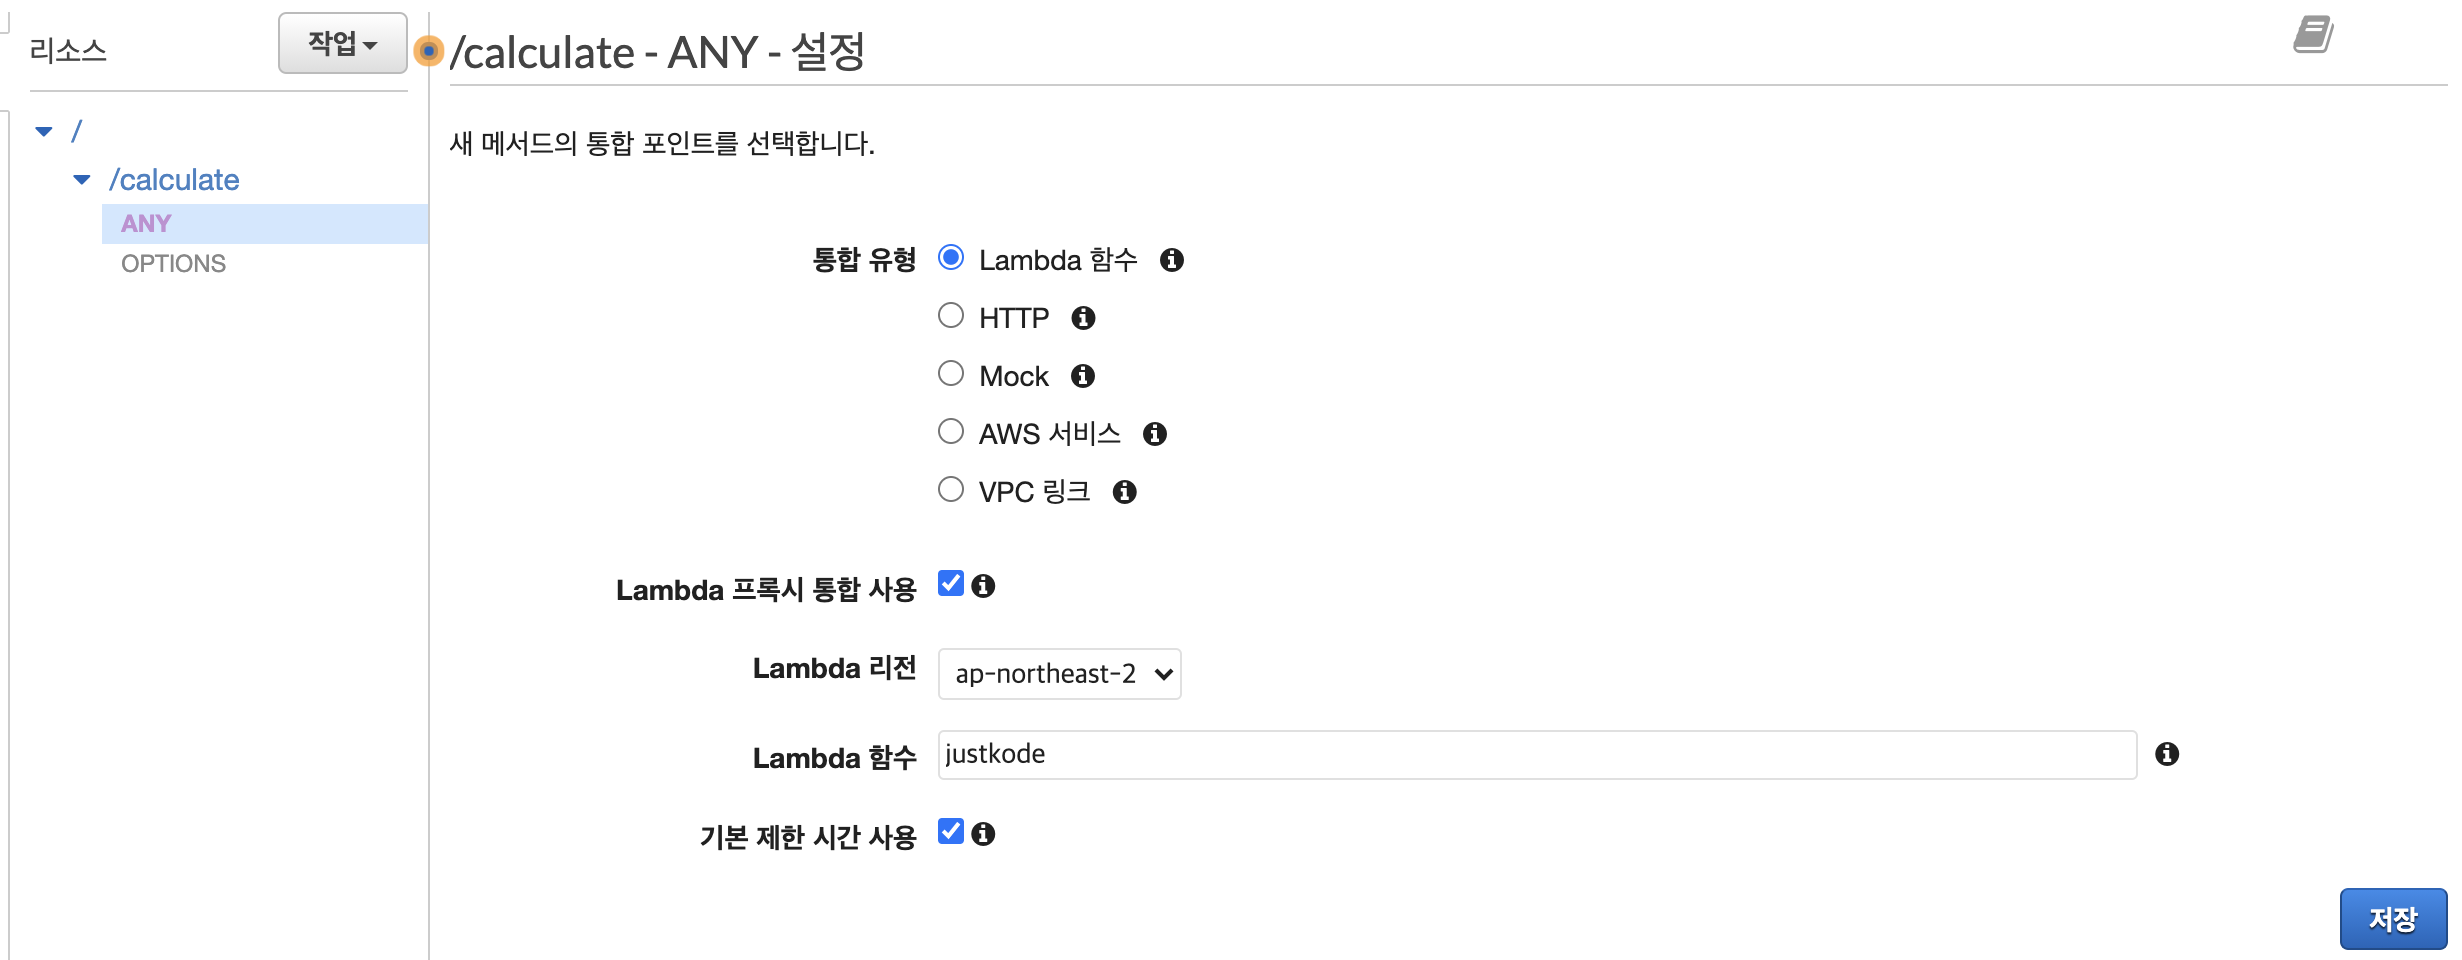 리소스
작업
/
/calculate
ANY
OPTIONS
/calculate - ANY - 설정
새 메서드의 통합 포인트를 선택합니다.
통합 유형
Lambda 함수
HTTP
Mock
AWS 서비스
VPC 링크
Lambda 프록시 통합 사용
Lambda 리전
ap-northeast-2
Lambda 함수
justkode
기본 제한 시간 사용
저장